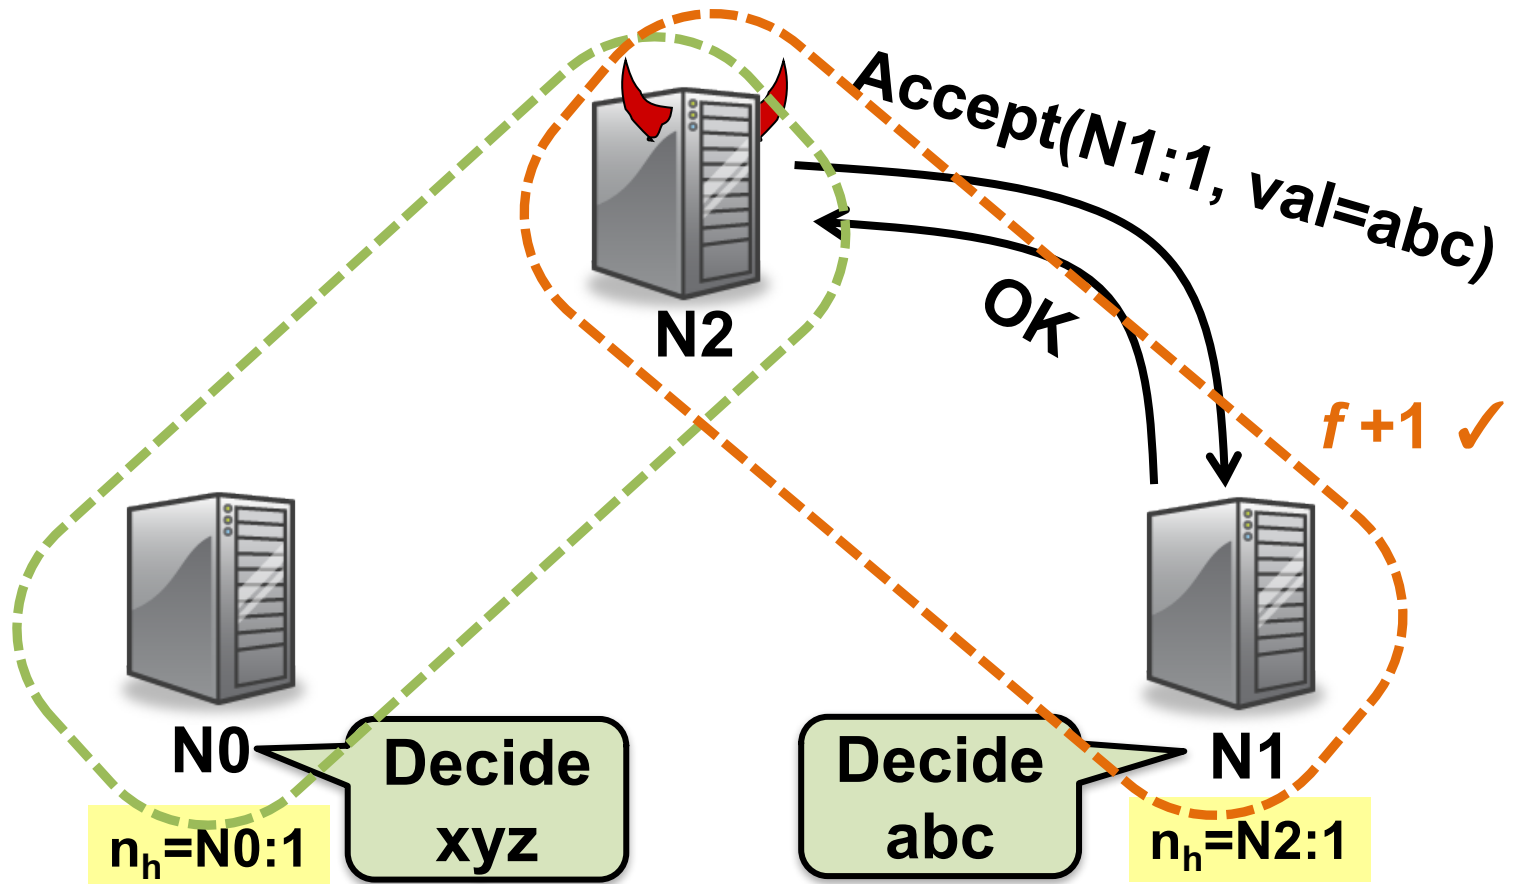 Accept(N1:1, val=abc)
OK
N2
f +1 ✓
N0
Decide
xyz
nh=N0:1
Decide
abc
N1
nh=N2:1